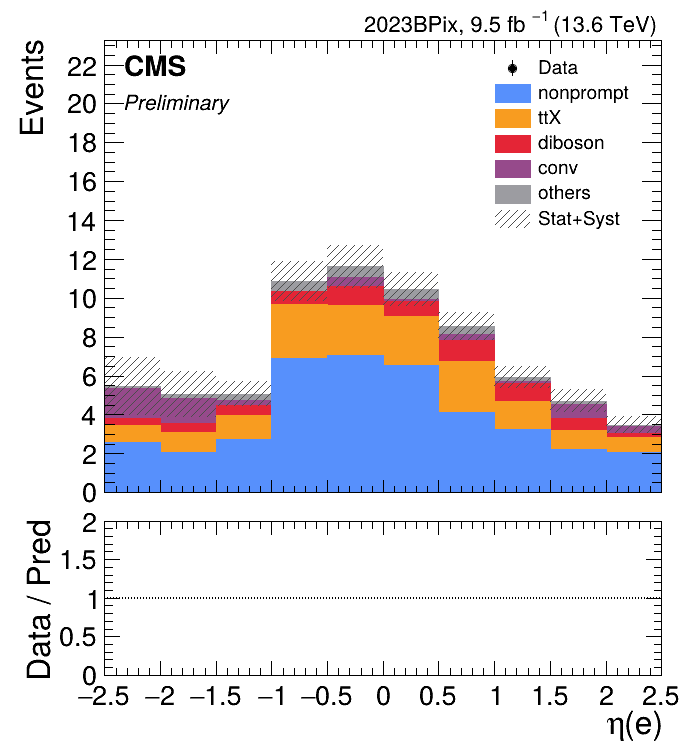 2023BPix, 9.5 fb⁻¹ (13.6 TeV)
CMS
Preliminary
Events
22
20
18
16
14
12
10
8
6
4
2
0
Data
nonprompt
ttX
diboson
conv
others
Stat+Syst
Data / Pred
2
1.5
1
0.5
0
−2.5 −2 −1.5 −1 −0.5 0 0.5 1 1.5 2 2.5
η(e)